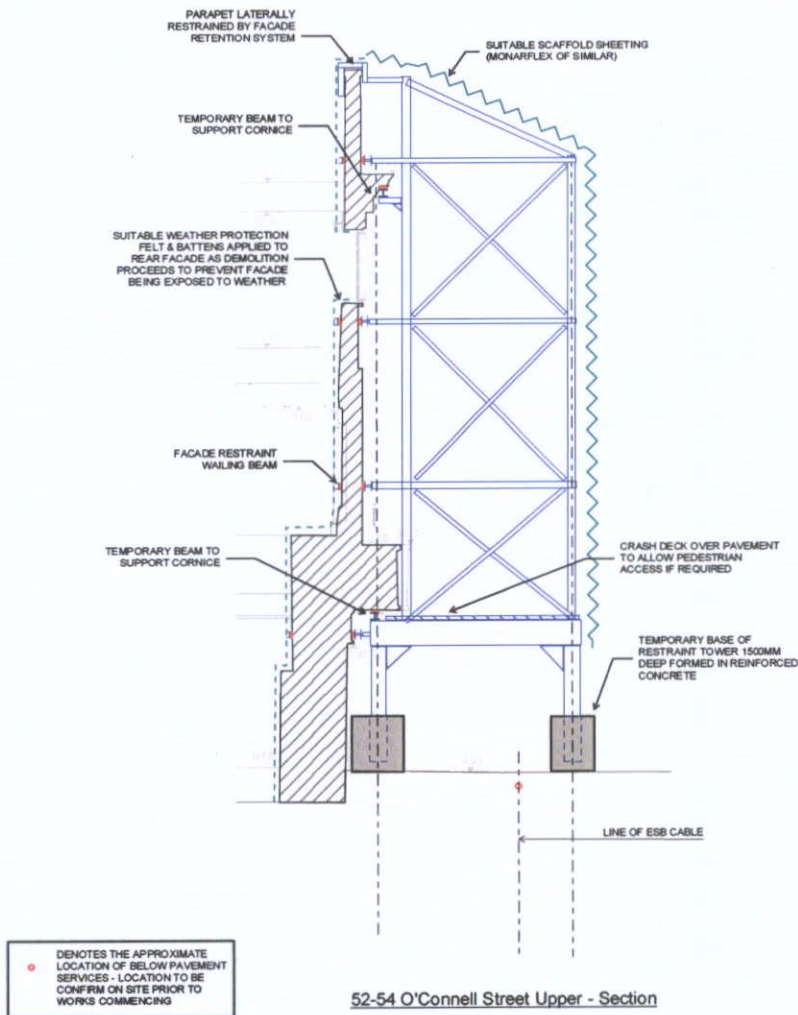 PARAPET LATERALLY
RESTRAINED BY FACADE
RETENTION SYSTEM
SUITABLE SCAFFOLD SHEETING
(MONARFLEX OF SIMILAR)
TEMPORARY BEAM TO
SUPPORT CORNICE
SUITABLE WEATHER PROTECTION
FELT & BATTENS APPLIED TO
REAR FACADE AS DEMOLITION
PROCEEDS TO PREVENT FACADE
BEING EXPOSED TO WEATHER
FACADE RESTRAINT
WAILING BEAM
TEMPORARY BEAM TO
SUPPORT CORNICE
CRASH DECK OVER PAVEMENT
TO ALLOW PEDESTRIAN
ACCESS IF REQUIRED
TEMPORARY BASE OF
RESTRAINT TOWER 1500MM
DEEP FORMED IN REINFORCED
CONCRETE
LINE OF ESB CABLE
DENOTES THE APPROXIMATE
LOCATION OF BELOW PAVEMENT
SERVICES - LOCATION TO BE
CONFIRM ON SITE PRIOR TO
WORKS COMMENCING
52-54 O'Connell Street Upper - Section